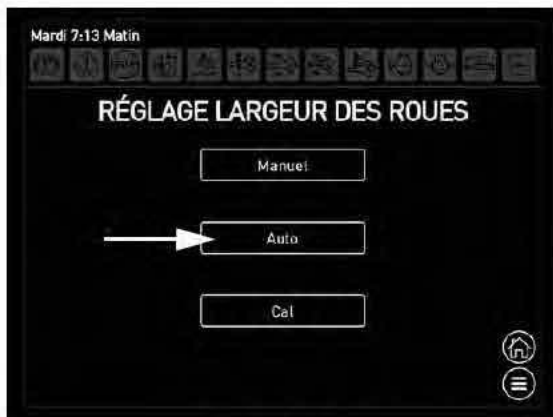 Mardi 7:13 Matin
RÉGLAGE LARGEUR DES ROUES
Manuel
Auto
Cal